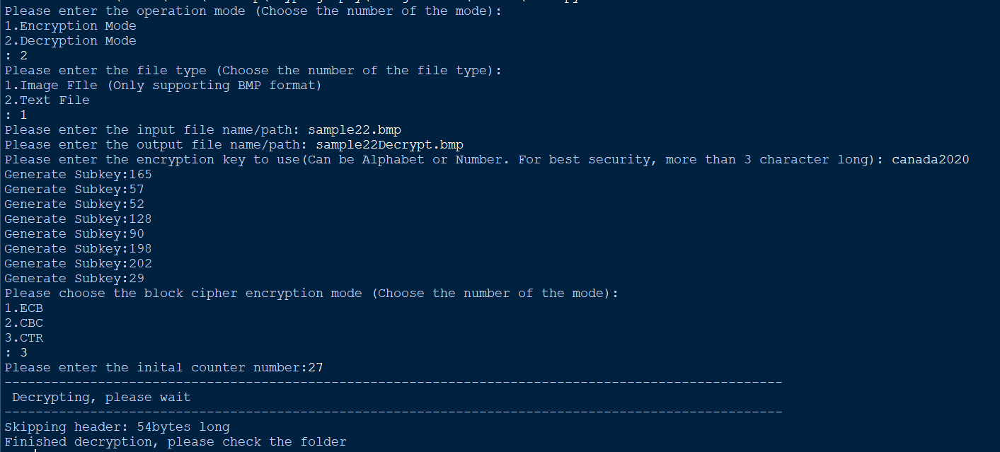 Please enter the operation mode (Choose the number of the mode):
1.Encryption Mode
2.Decryption Mode
: 2
Please enter the file type (Choose the number of the file type):
1.Image FIle (Only supporting BMP format)
2.Text File
: 1
Please enter the input file name/path: sample22.bmp
Please enter the output file name/path: sample22Decrypt.bmp
Please enter the encryption key to use(Can be Alphabet or Number. For best security, more than 3 character long): canada2020
Generate Subkey:165
Generate Subkey:57
Generate Subkey:52
Generate Subkey:128
Generate Subkey:90
Generate Subkey:198
Generate Subkey:202
Generate Subkey:29
Please choose the block cipher encryption mode (Choose the number of the mode):
1.ECB
2.CBC
3.CTR
: 3
Please enter the inital counter number:27
----------------------------------------------------------------------------------------------------
Decrypting, please wait
----------------------------------------------------------------------------------------------------
Skipping header: 54bytes long
Finished decryption, please check the folder